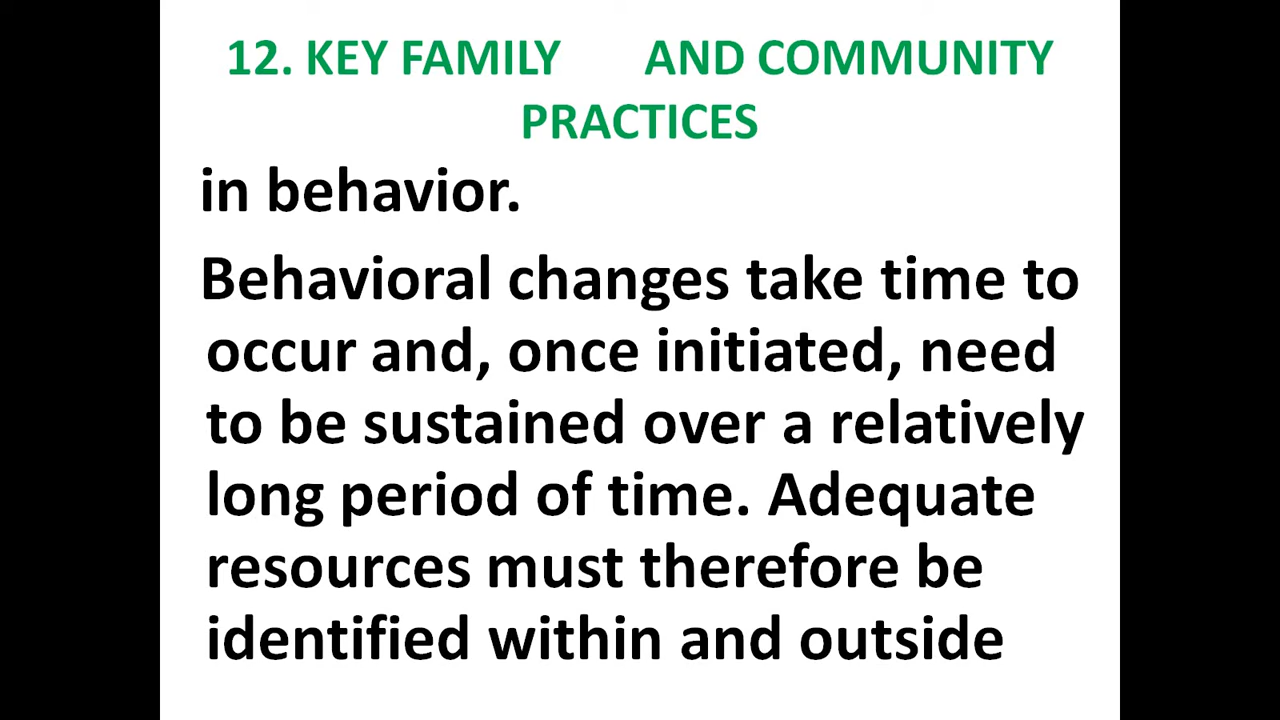 12. KEY FAMILY AND COMMUNITY
PRACTICES
in behavior.
Behavioral changes take time to
occur and, once initiated, need
to be sustained over a relatively
long period of time. Adequate
resources must therefore be
identified within and outside